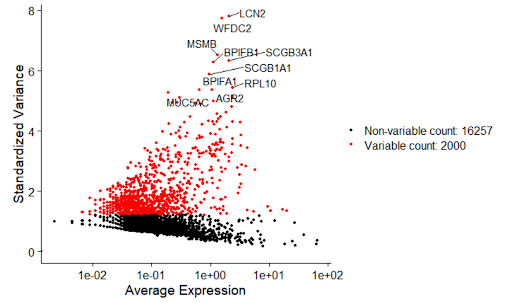 8
6
4
2
0
Standardized Variance
LCN2
WFDC2
MSMB
BPIFB1
SCGB3A1
SCGB1A1
BPIFA1
RPL10
MUC5AC
AGR2
Non-variable count: 16257
Variable count: 2000
1e-02 1e-01 1e+00 1e+01 1e+02
Average Expression